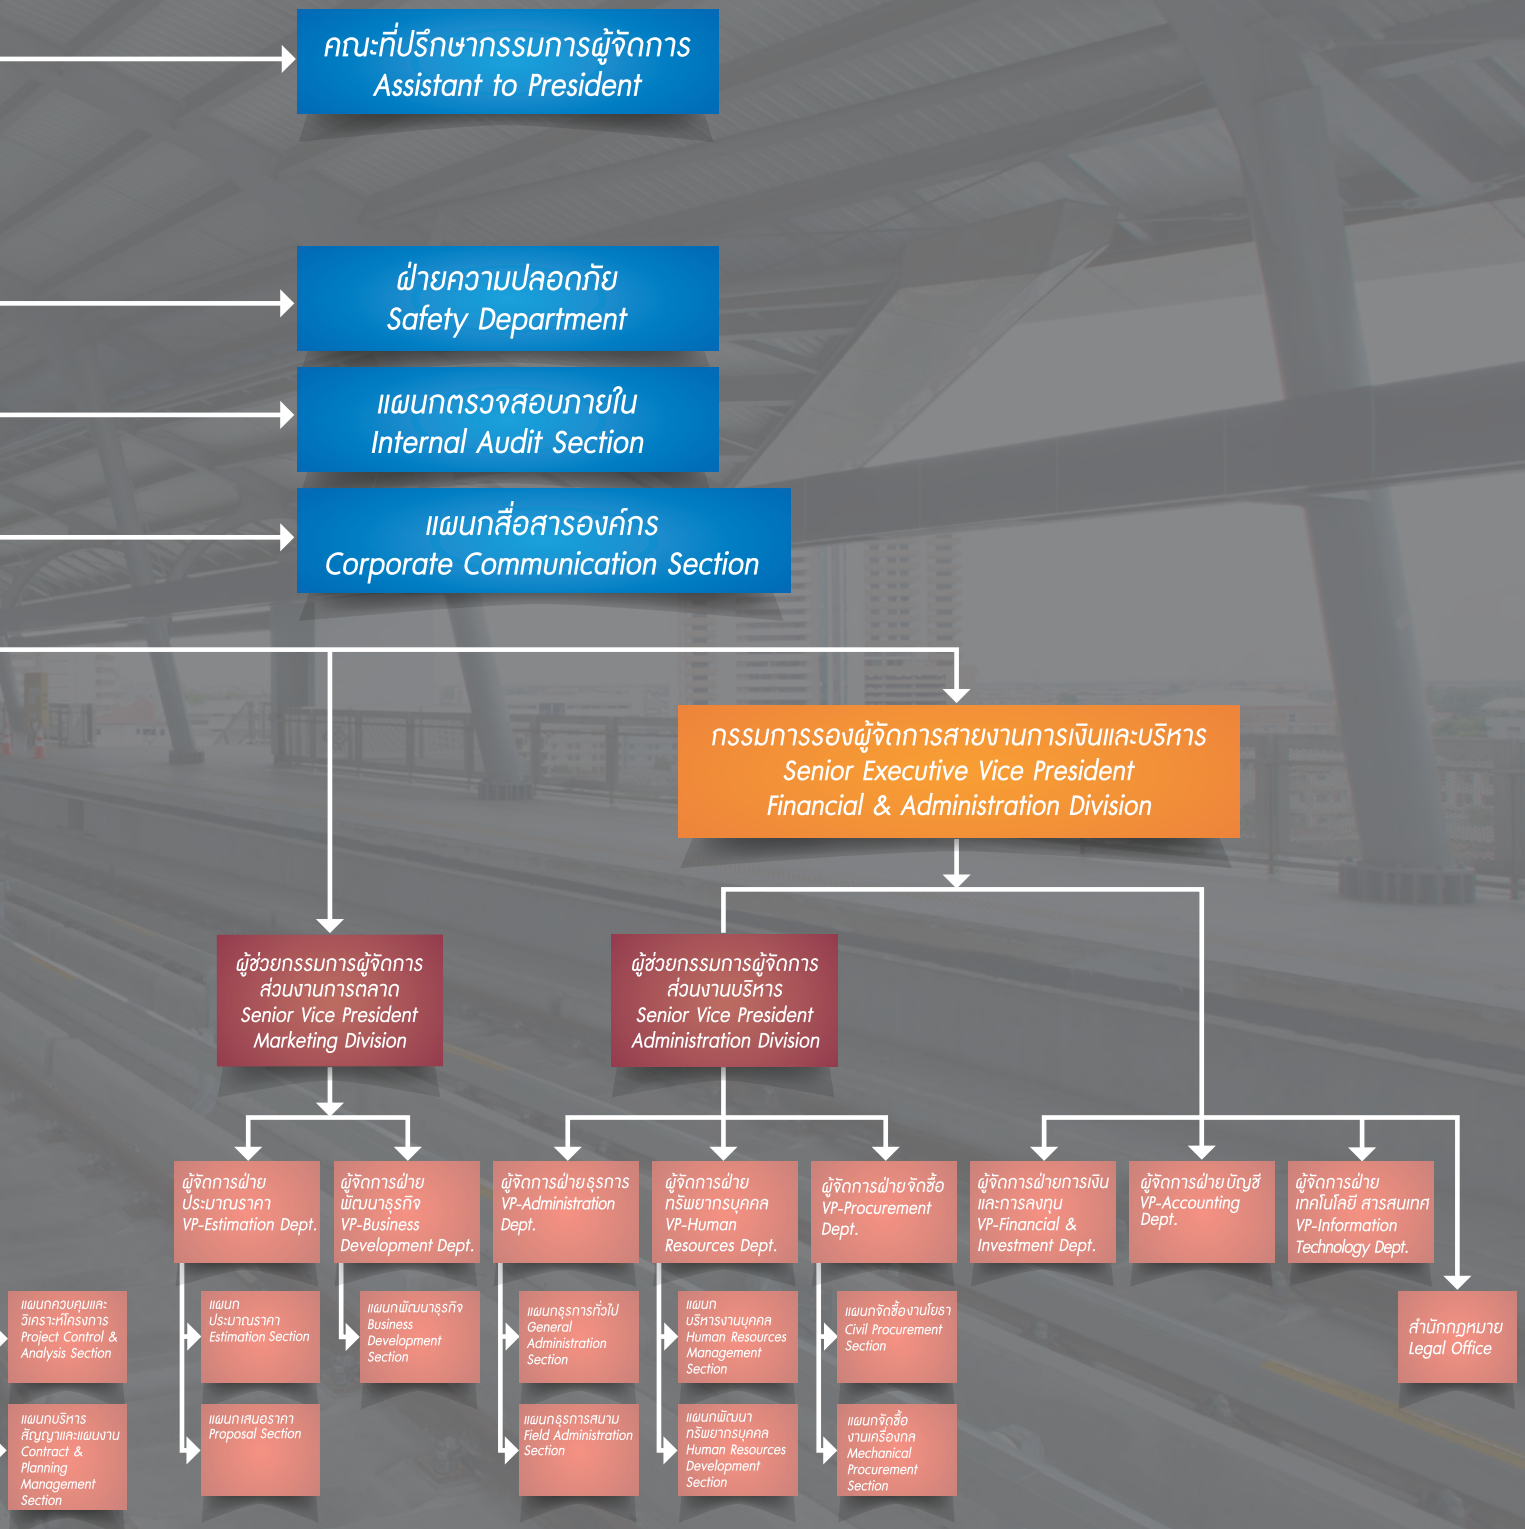 คณะที่ปรึกษากรรมการผู้จัดการ
Assistant to President
ฝ่ายความปลอดภัย
Safety Department
แผนกตรวจสอบภายใน
Internal Audit Section
แผนกสื่อสารองค์กร
Corporate Communication Section
กรรมการรองผู้จัดการสายงานการเงินและบริหาร
Senior Executive Vice President
Financial & Administration Division
ผู้ช่วยกรรมการผู้จัดการ
ส่วนงานการตลาด
Senior Vice President
Marketing Division
ผู้ช่วยกรรมการผู้จัดการ
ส่วนงานบริหาร
Senior Vice President
Administration Division
ผู้จัดการฝ่าย
ประมาณราคา
VP-Estimation Dept.
ผู้จัดการฝ่าย
พัฒนาธุรกิจ
VP-Business
Development Dept.
ผู้จัดการฝ่ายธุรการ
VP-Administration
Dept.
ผู้จัดการฝ่าย
ทรัพยากรบุคคล
VP-Human
Resources Dept.
ผู้จัดการฝ่ายจัดซื้อ
VP-Procurement
Dept.
ผู้จัดการฝ่ายการเงิน
และการลงทุน
VP-Financial &
Investment Dept.
ผู้จัดการฝ่ายบัญชี
VP-Accounting
Dept.
ผู้จัดการฝ่าย
เทคโนโลยี สารสนเทศ
VP-Information
Technology Dept.
แผนกควบคุมและ
วิเคราะห์โครงการ
Project Control &
Analysis Section
แผนก
ประมาณราคา
Estimation Section
แผนกพัฒนาธุรกิจ
Business
Development
Section
แผนกธุรการทั่วไป
General
Administration
Section
แผนก
บริหารงานบุคคล
Human Resources
Management
Section
แผนกจัดซื้องานโยธา
Civil Procurement
Section
สำนักกฎหมาย
Legal Office
แผนกบริหาร
สัญญาและแผนงาน
Contract &
Planning
Management
Section
แผนกเสนอราคา
Proposal Section
แผนกธุรการสนาม
Field Administration
Section
แผนกพัฒนา
ทรัพยากรบุคคล
Human Resources
Development
Section
แผนกจัดซื้อ
งานเครื่องกล
Mechanical
Procurement
Section